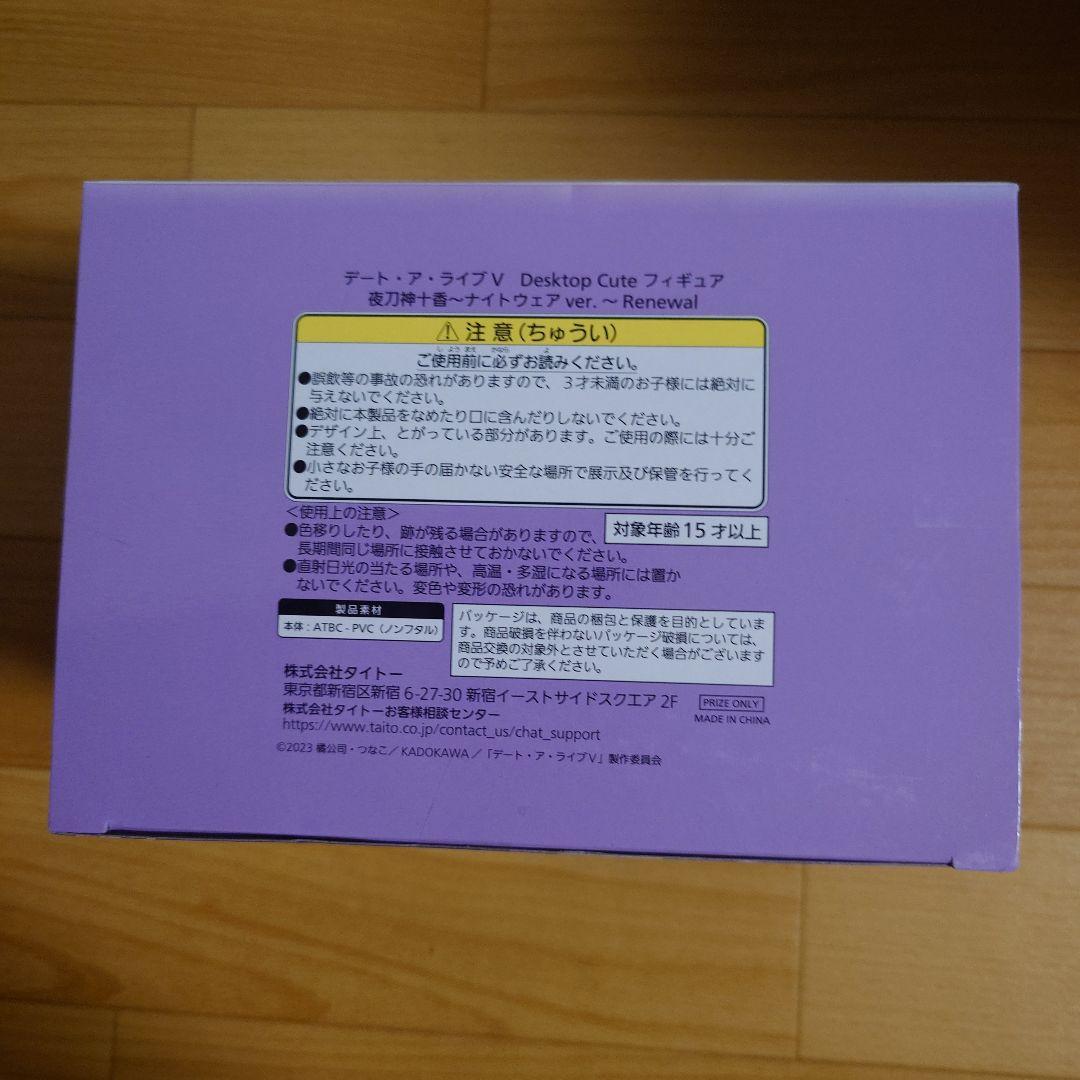 デート・ア・ライブⅤ　Desktop Cute フィギュア
夜刀神十香～ナイトウェア ver.～ Renewal
⚠注意(ちゅうい)
しようまえ かなら よ
ご使用前に必ずお読みください。
●誤飲等の事故の恐れがありますので、３才未満のお子様には絶対に
与えないでください。
●絶対に本製品をなめたり口に含んだりしないでください。
●デザイン上、とがっている部分があります。ご使用の際には十分ご
注意ください。
●小さなお子様の手の届かない安全な場所で展示及び保管を行ってく
ださい。
＜使用上の注意＞
●色移りしたり、跡が残る場合がありますので、
長期間同じ場所に接触させておかないでください。
対象年齢15才以上
●直射日光の当たる場所や、高温・多湿になる場所には置か
ないでください。変色や変形の恐れがあります。
製品素材
本体：ATBC-PVC（ノンフタル）
パッケージは、商品の梱包と保護を目的としていま
す。商品破損を伴わないパッケージ破損については、
商品交換の対象外とさせていただく場合がございます
ので予めご了承ください。
株式会社タイトー
東京都新宿区新宿 6-27-30 新宿イーストサイドスクエア 2F
株式会社タイトーお客様相談センター
https://www.taito.co.jp/contact_us/chat_support
PRIZE ONLY
MADE IN CHINA
©2023 橘公司・つなこ／KADOKAWA／「デート・ア・ライブⅤ」製作委員会